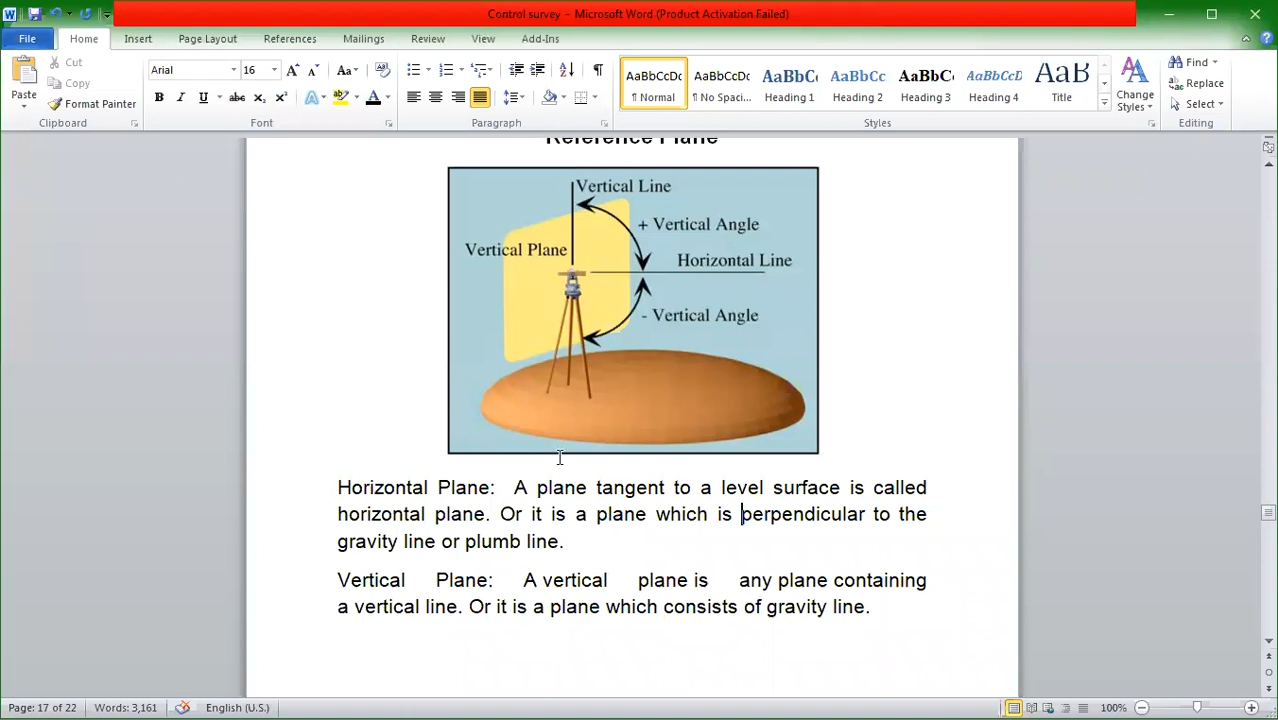 Control survey – Microsoft Word (Product Activation Failed)
File Home Insert Page Layout References Mailings Review View Add-Ins
Paste
Cut
Copy
Format Painter
Clipboard
Arial 16
Font
Paragraph
AaBbCcDc AaBbCcDc AaBbC AaBbCc AaBbCc AaBbCcDc AaB
¶ Normal ¶ No Spaci... Heading 1 Heading 2 Heading 3 Heading 4 Title
Change Styles
Styles
Find
Replace
Select
Editing
Reference Plane
Vertical Line
+ Vertical Angle
Vertical Plane
Horizontal Line
- Vertical Angle
Horizontal Plane: A plane tangent to a level surface is called
horizontal plane. Or it is a plane which is perpendicular to the
gravity line or plumb line.
Vertical Plane: A vertical plane is any plane containing
a vertical line. Or it is a plane which consists of gravity line.
Page: 17 of 22 Words: 3,161 English (U.S.) 100%